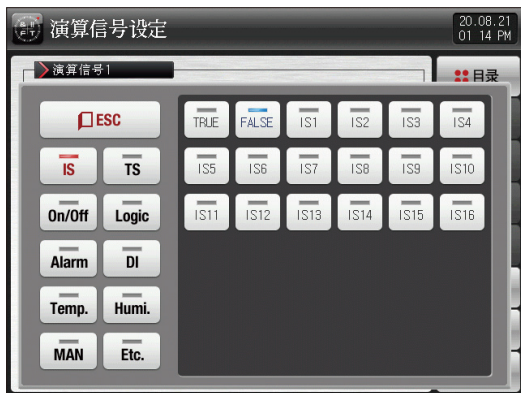 演算信号设定
20.08.21
01 14 PM
演算信号1
目录
ESC
TRUE FALSE IS1 IS2 IS3 IS4
IS TS
IS5 IS6 IS7 IS8 IS9 IS10
On/Off Logic
IS11 IS12 IS13 IS14 IS15 IS16
Alarm DI
Temp. Humi.
MAN Etc.